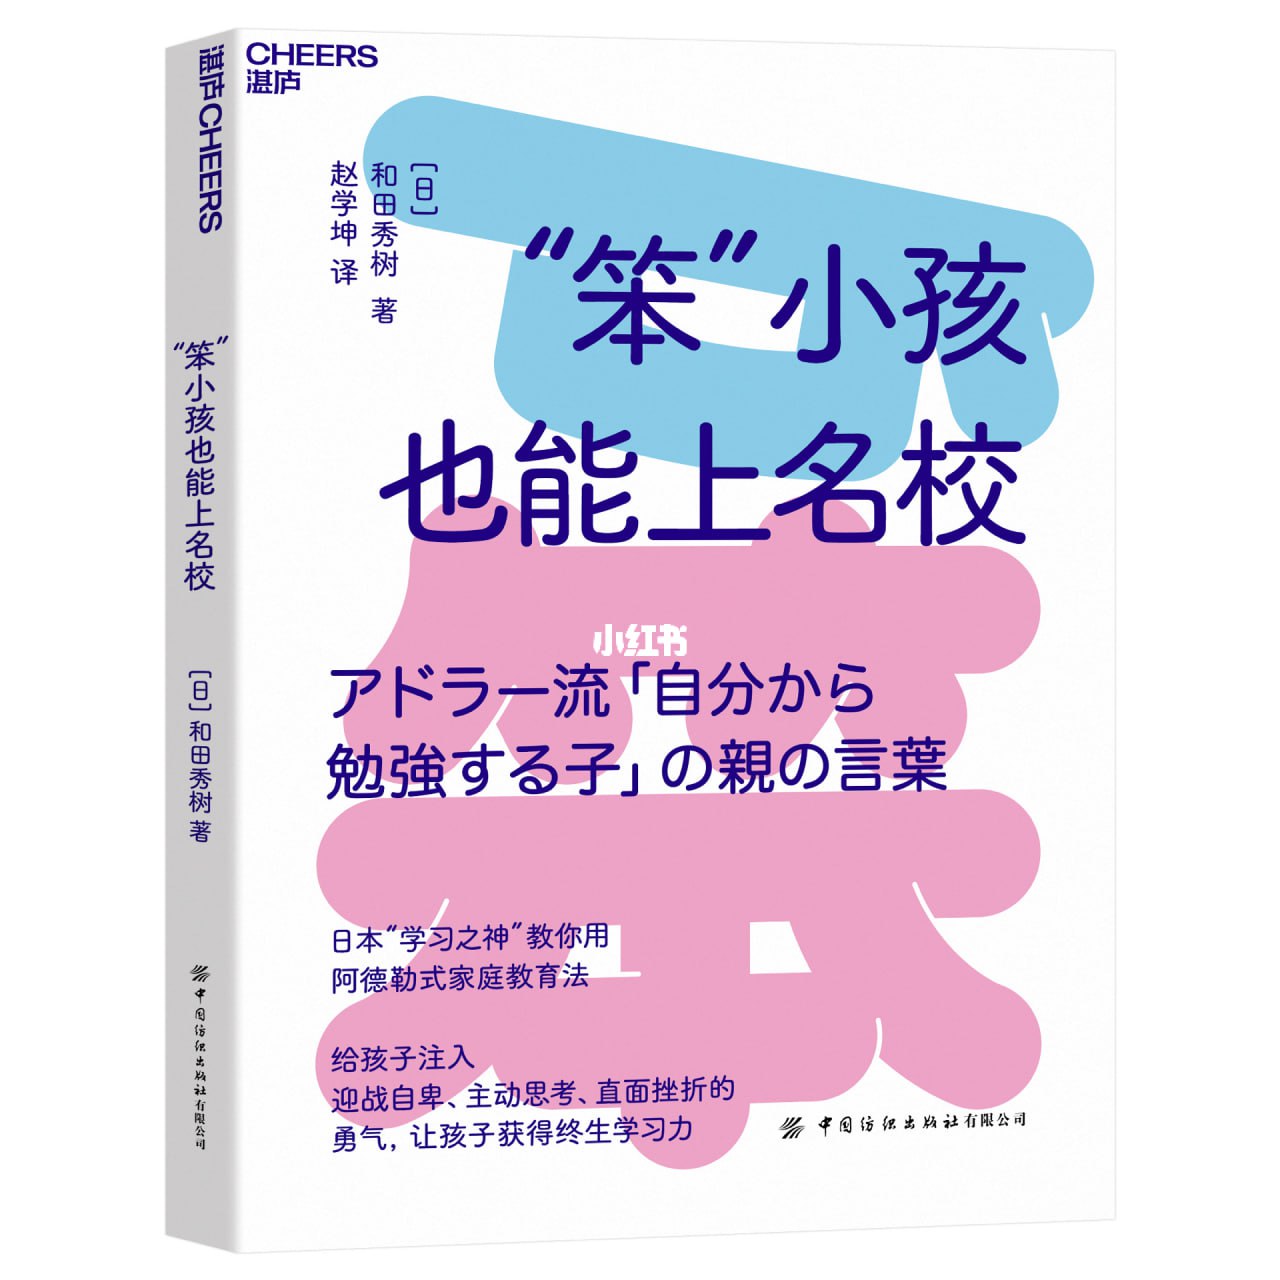 CHEERS
湛庐
[日]
和田秀树 著
赵学坤 译
“笨”小孩
也能上名校
小红书
アドラー流「自分から
勉強する子」の親の言葉
日本“学习之神”教你用
阿德勒式家庭教育法
给孩子注入
迎战自卑、主动思考、直面挫折的
勇气，让孩子获得终生学习力
中国纺织出版社有限公司
湛庐CHEERS
“笨”小孩也能上名校
[日]和田秀树 著
中国纺织出版社有限公司